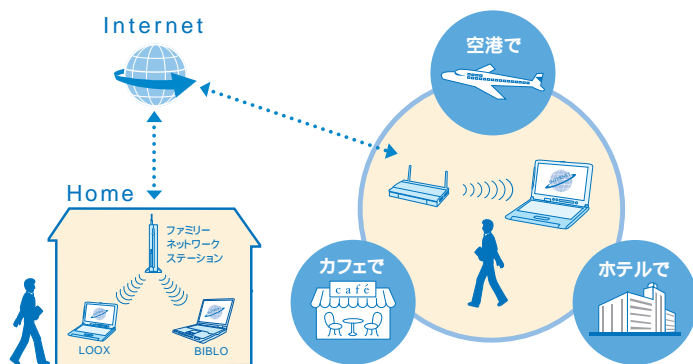 Internet
空港で
Home
ファミリー
ネットワーク
ステーション
INTERNET
カフェで
café
ホテルで
LOOX
BIBLO